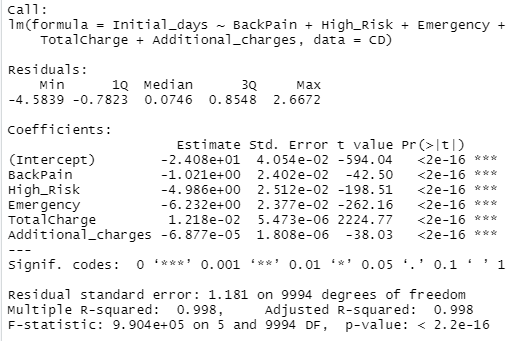 Call:
lm(formula = Initial_days ~ BackPain + High_Risk + Emergency +
    TotalCharge + Additional_charges, data = CD)

Residuals:
    Min      1Q  Median      3Q     Max
-4.5839 -0.7823  0.0746  0.8548  2.6672

Coefficients:
                     Estimate Std. Error t value Pr(>|t|)
(Intercept)        -2.408e+01  4.054e-02 -594.04   <2e-16 ***
BackPain           -1.021e+00  2.402e-02  -42.50   <2e-16 ***
High_Risk          -4.986e+00  2.512e-02 -198.51   <2e-16 ***
Emergency          -6.232e+00  2.377e-02 -262.16   <2e-16 ***
TotalCharge         1.218e-02  5.473e-06 2224.77   <2e-16 ***
Additional_charges -6.877e-05  1.808e-06  -38.03   <2e-16 ***
---
Signif. codes:  0 ‘***’ 0.001 ‘**’ 0.01 ‘*’ 0.05 ‘.’ 0.1 ‘ ’ 1

Residual standard error: 1.181 on 9994 degrees of freedom
Multiple R-squared:  0.998,     Adjusted R-squared:  0.998
F-statistic: 9.904e+05 on 5 and 9994 DF,  p-value: < 2.2e-16